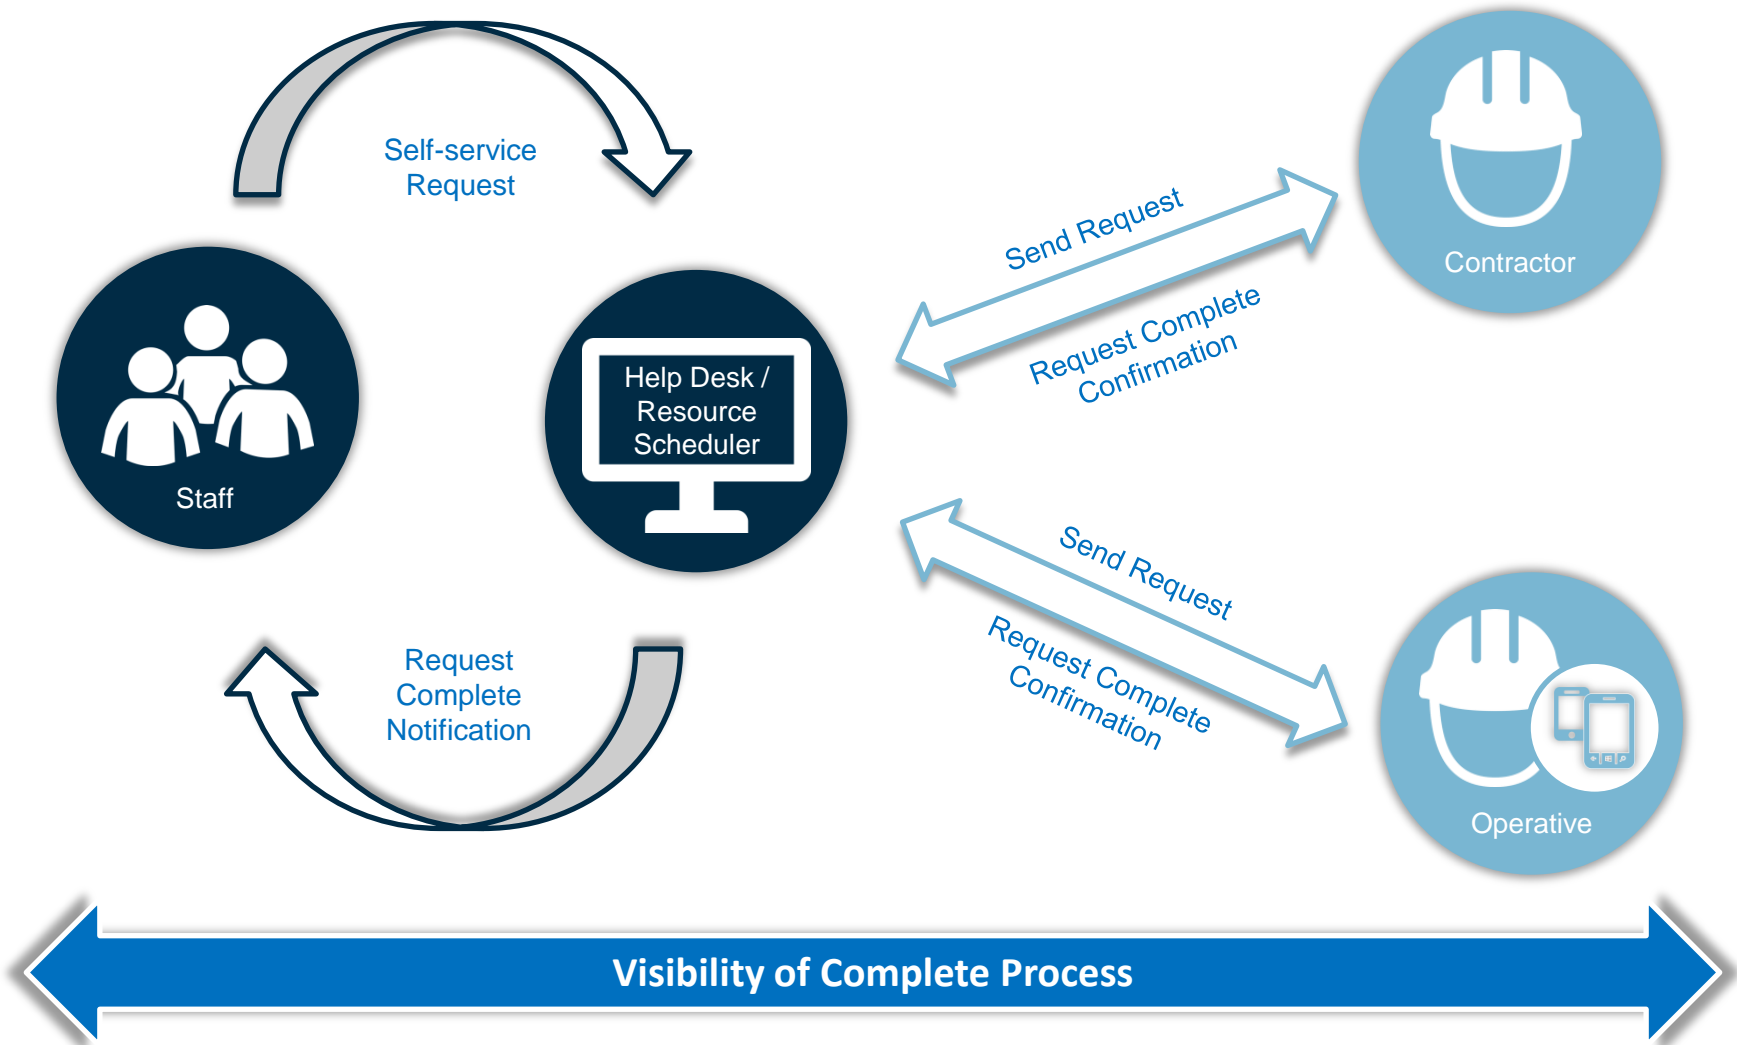 Self-service
Request
Staff
Help Desk /
Resource
Scheduler
Request
Complete
Notification
Send Request
Request Complete
Confirmation
Contractor
Send Request
Request Complete
Confirmation
Operative
Visibility of Complete Process